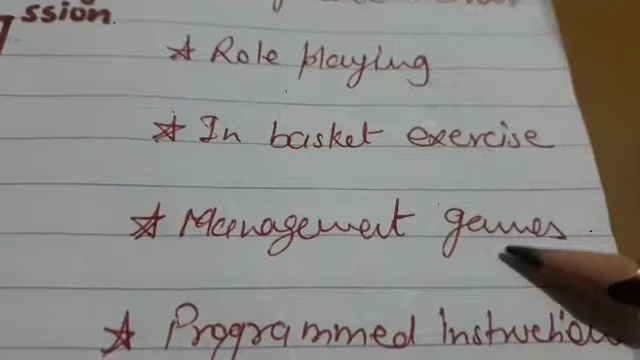 ssion
☆ Role playing
☆ In basket exercise
☆ Management games
☆ Programmed Instruction